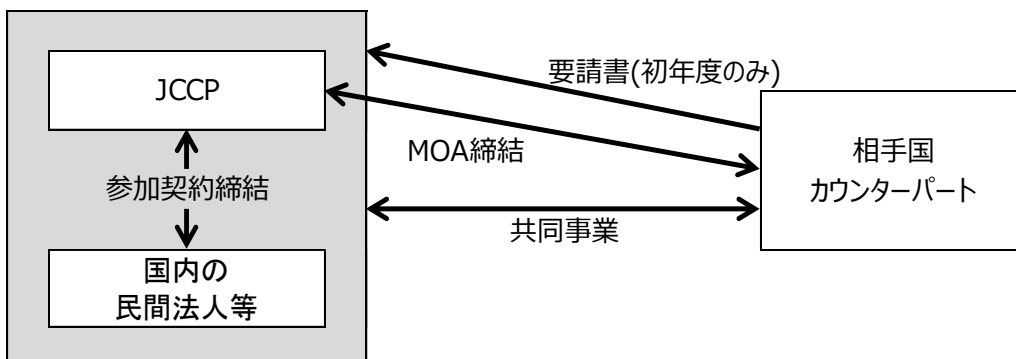 JCCP
参加契約締結
国内の
民間法人等
要請書(初年度のみ)
MOA締結
共同事業
相手国
カウンターパート